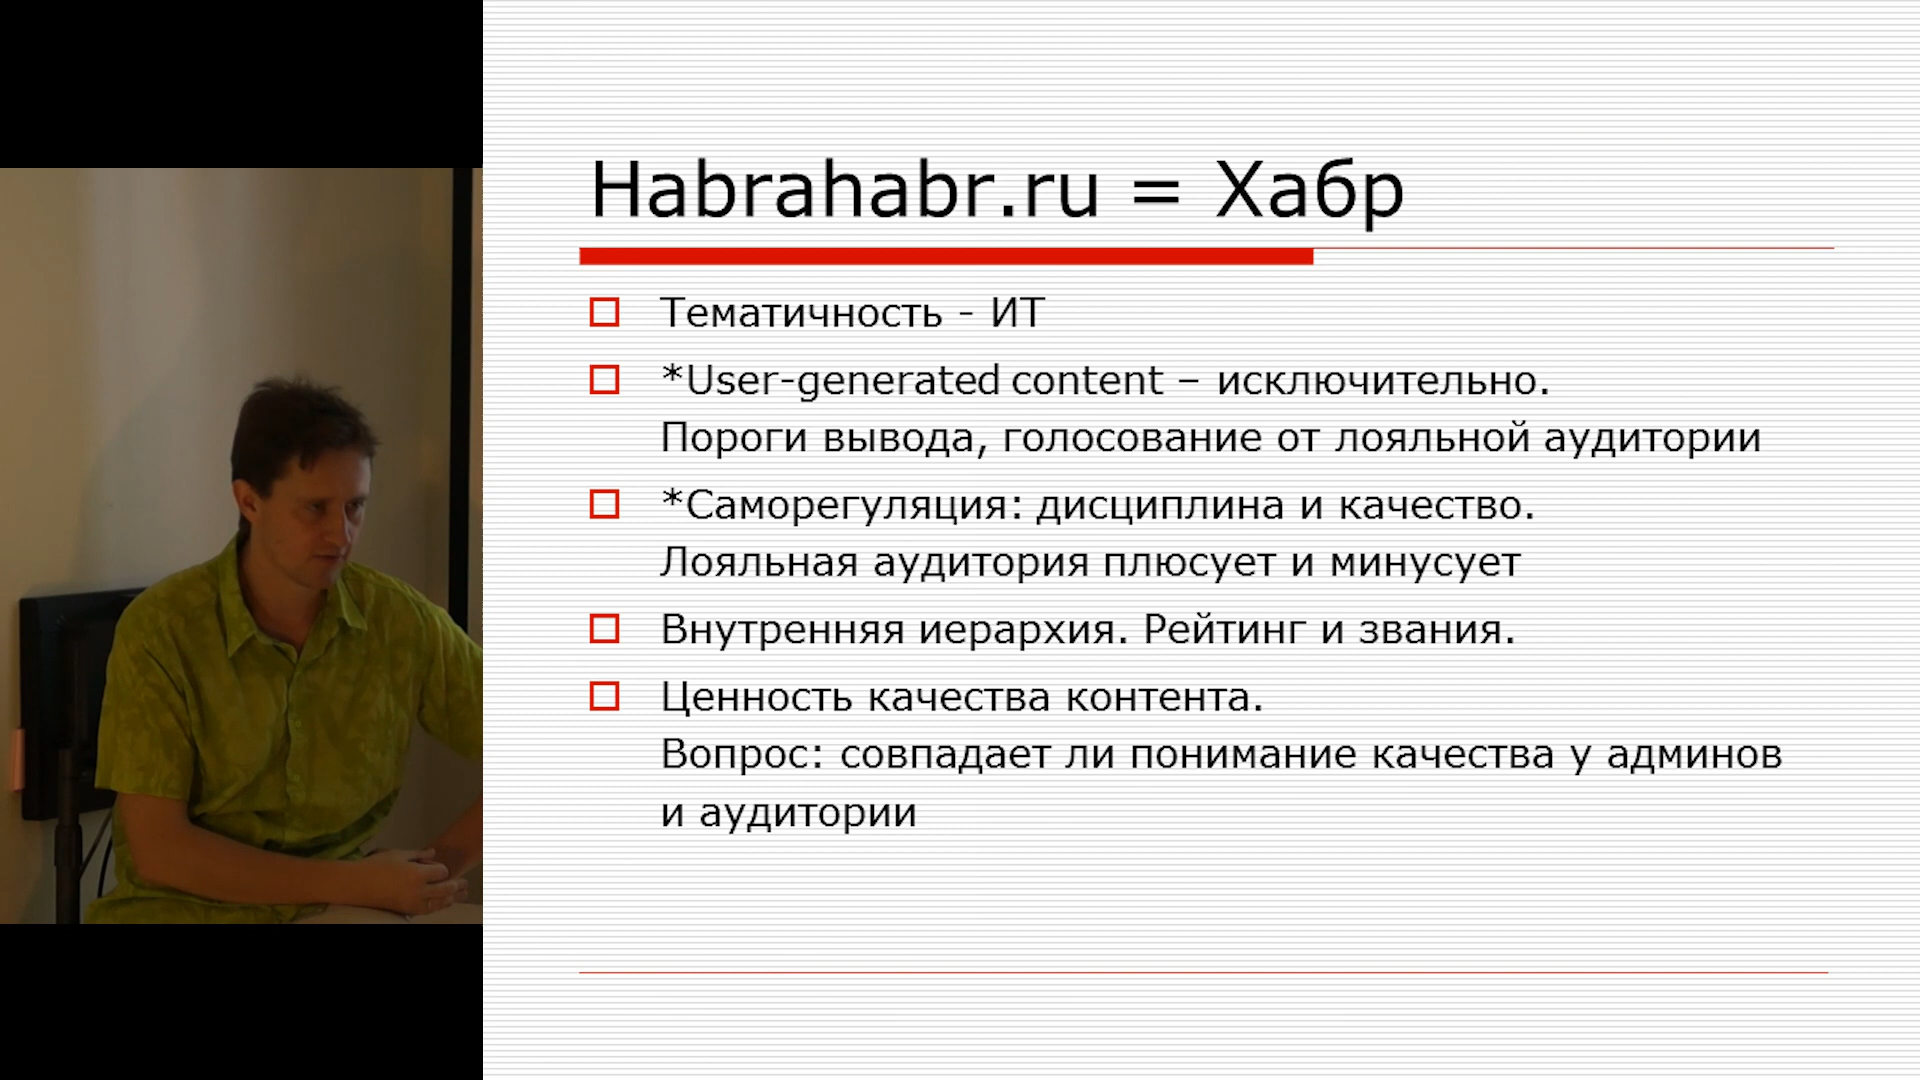 Habrahabr.ru = Хабр
Тематичность - ИТ
*User-generated content – исключительно.
Пороги вывода, голосование от лояльной аудитории
*Саморегуляция: дисциплина и качество.
Лояльная аудитория плюсует и минусует
Внутренняя иерархия. Рейтинг и звания.
Ценность качества контента.
Вопрос: совпадает ли понимание качества у админов
и аудитории